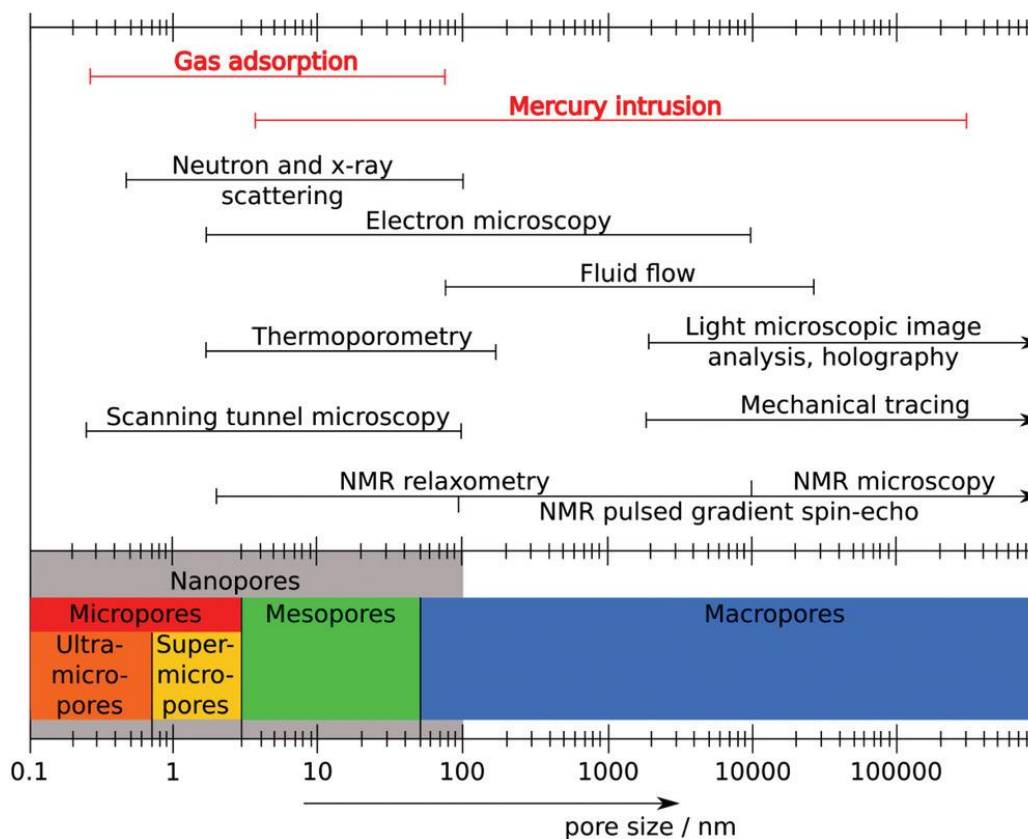 Gas adsorption
Mercury intrusion
Neutron and x-ray
scattering
Electron microscopy
Fluid flow
Thermoporometry
Light microscopic image
analysis, holography
Scanning tunnel microscopy
Mechanical tracing
NMR relaxometry
NMR microscopy
NMR pulsed gradient spin-echo
Nanopores
Micropores
Mesopores
Macropores
Ultra-
micro-
pores
Super-
micro-
pores
0.1 1 10 100 1000 10000 100000
pore size / nm